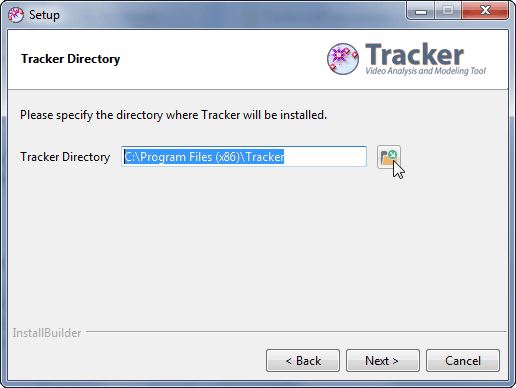 Setup
Tracker Directory
Tracker
Video Analysis and Modeling Tool
Please specify the directory where Tracker will be installed.
Tracker Directory C:\Program Files (x86)\Tracker
InstallBuilder
< Back Next > Cancel